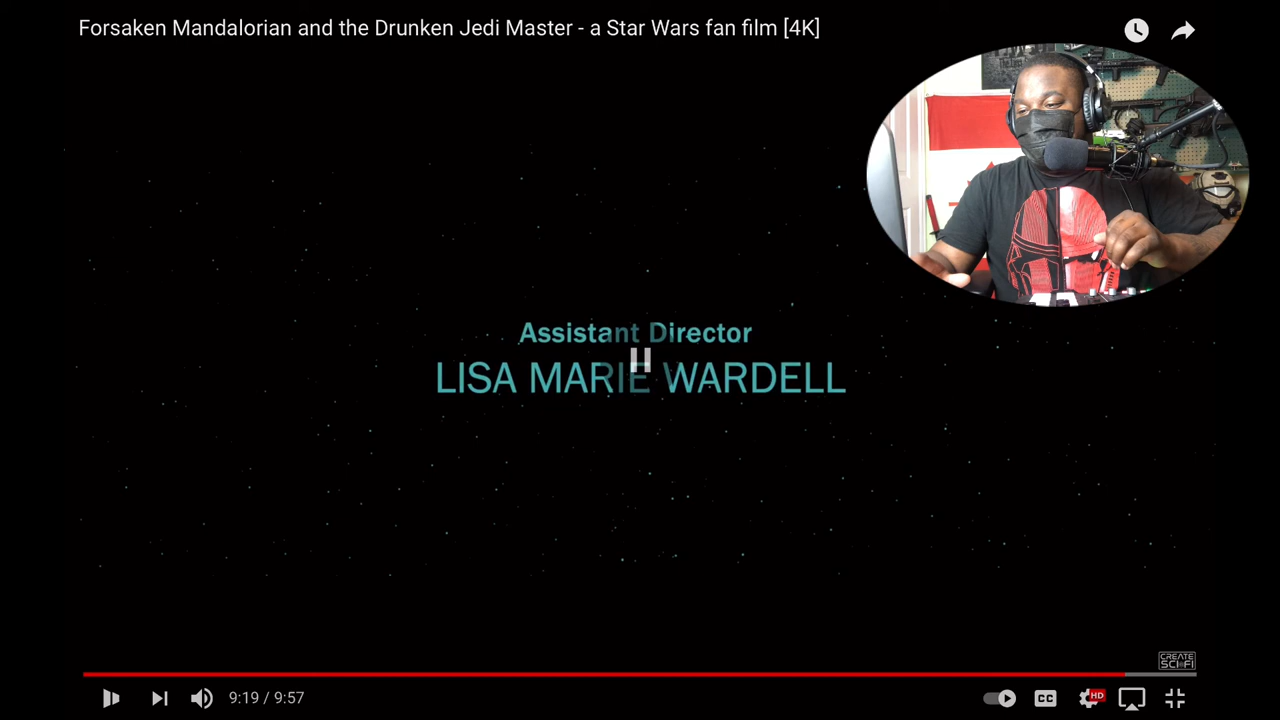 Forsaken Mandalorian and the Drunken Jedi Master - a Star Wars fan film [4K]
Assistant Director
LISA MARIE WARDELL
CREATE
SCI-FI
9:19 / 9:57
CC
HD